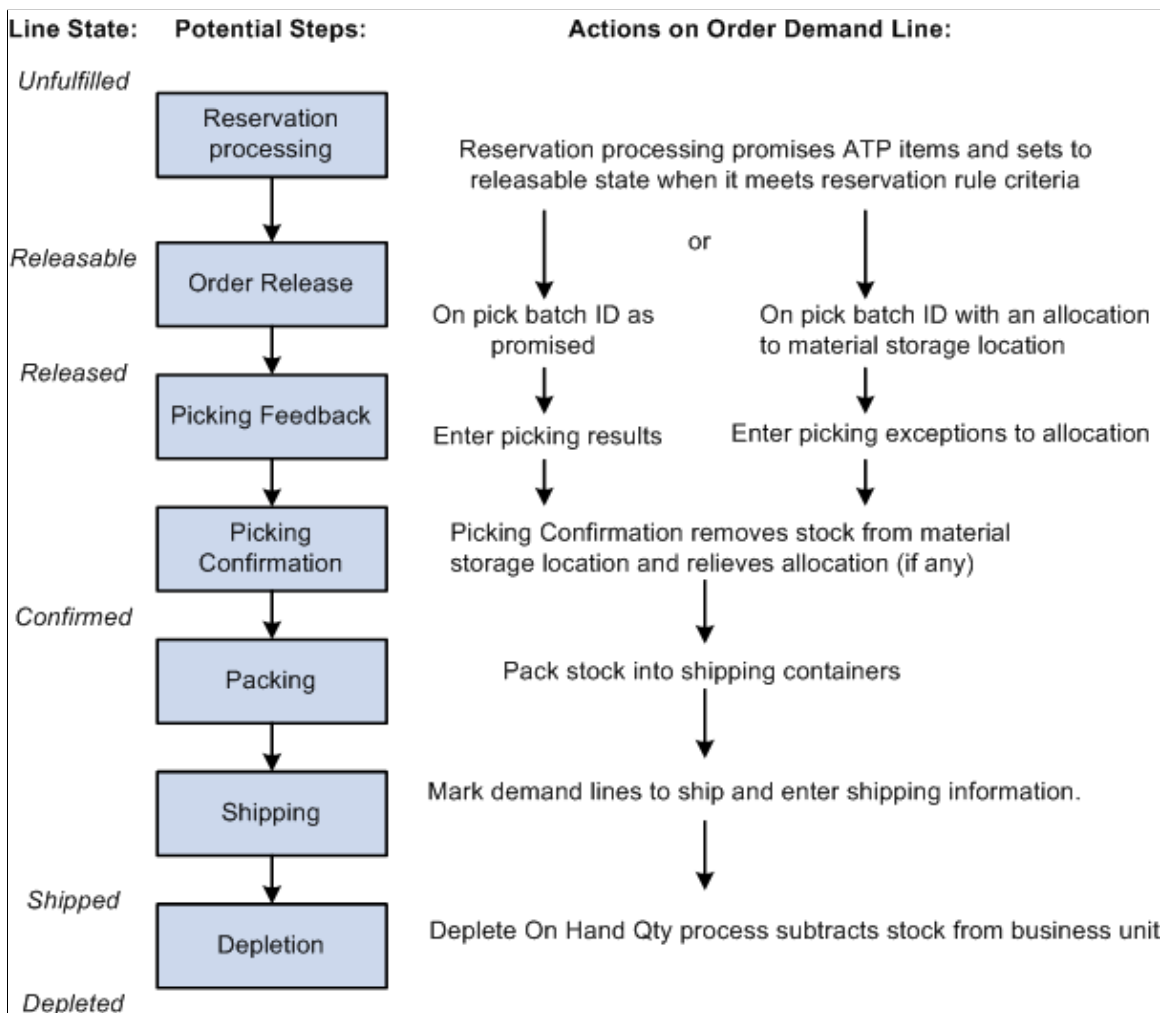 Line State: Potential Steps: Actions on Order Demand Line:
Unfulfilled
Reservation
processing
Reservation processing promises ATP items and sets to
releasable state when it meets reservation rule criteria
or
Releasable
Order Release
On pick batch ID as
promised
On pick batch ID with an allocation
to material storage location
Released
Picking Feedback
Enter picking results
Enter picking exceptions to allocation
Picking
Confirmation
Picking Confirmation removes stock from material
storage location and relieves allocation (if any)
Confirmed
Packing
Pack stock into shipping containers
Shipping
Mark demand lines to ship and enter shipping information.
Shipped
Depletion
Deplete On Hand Qty process subtracts stock from business unit
Depleted